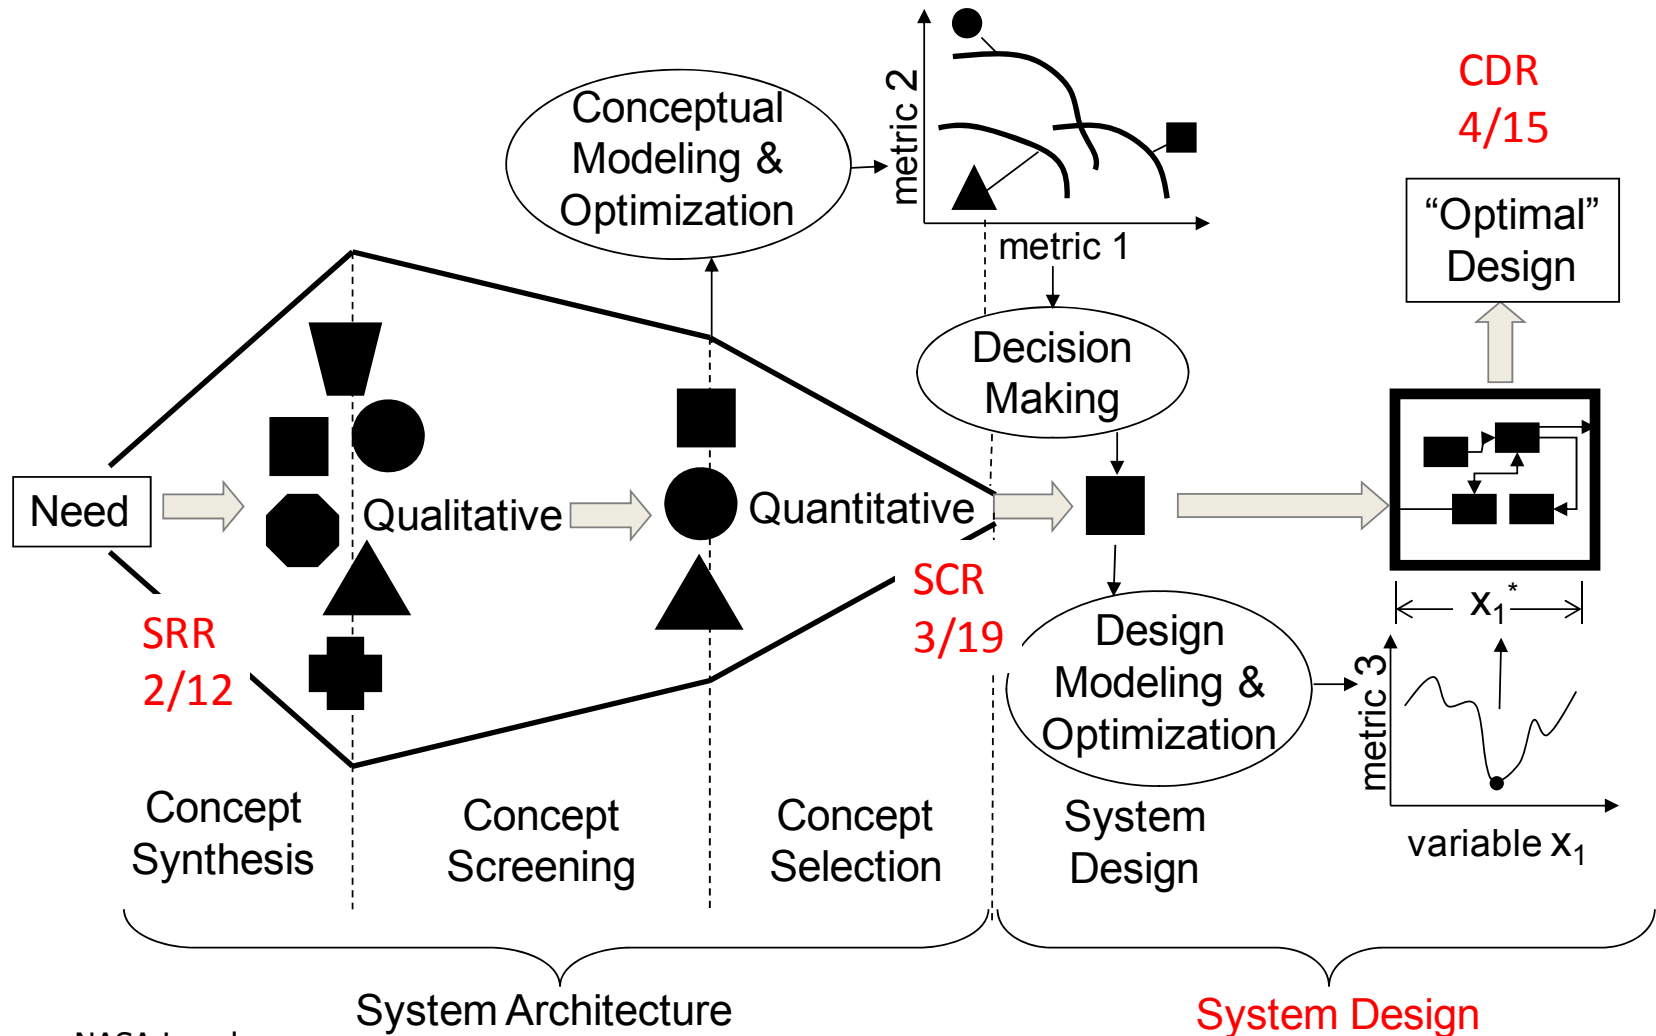 Conceptual
Modeling &
Optimization
metric 2
metric 1
CDR
4/15
“Optimal”
Design
Decision
Making
Need
Qualitative
Quantitative
SRR
2/12
SCR
3/19
Design
Modeling &
Optimization
x₁*
metric 3
variable x₁
Concept
Synthesis
Concept
Screening
Concept
Selection
System
Design
System Architecture
System Design
NASA